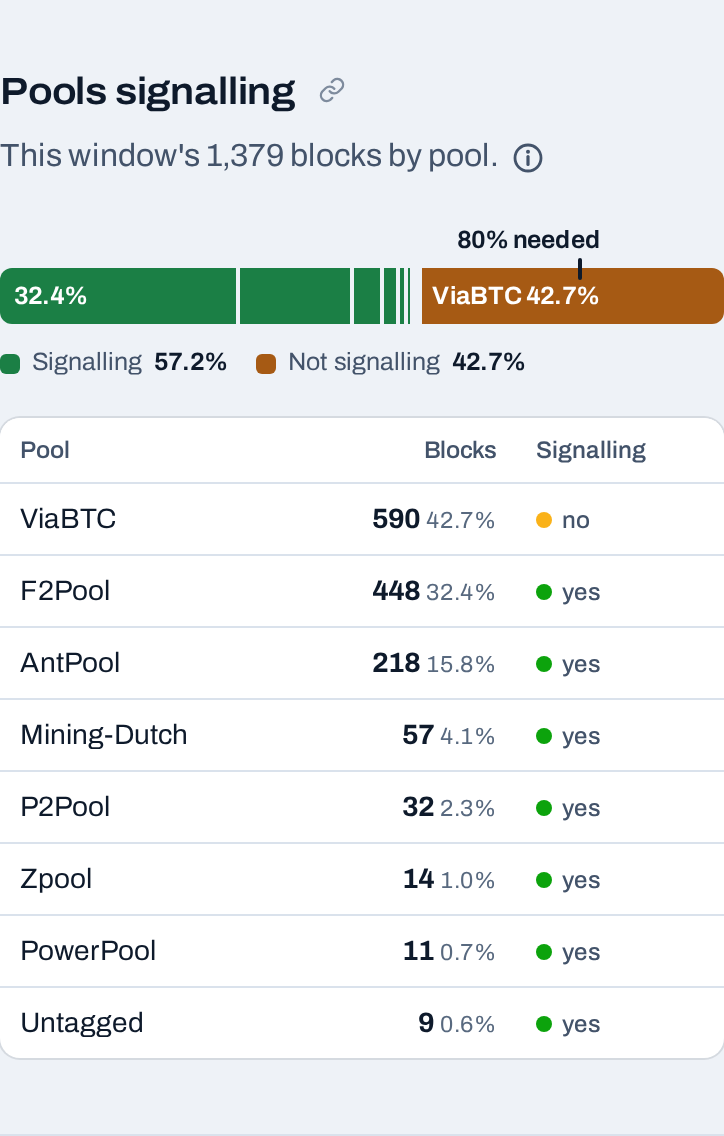 Pools signalling
This window's 1,379 blocks by pool.
80% needed
32.4% ViaBTC 42.7%
Signalling 57.2% Not signalling 42.7%
Pool Blocks Signalling
ViaBTC 590 42.7% no
F2Pool 448 32.4% yes
AntPool 218 15.8% yes
Mining-Dutch 57 4.1% yes
P2Pool 32 2.3% yes
Zpool 14 1.0% yes
PowerPool 11 0.7% yes
Untagged 9 0.6% yes